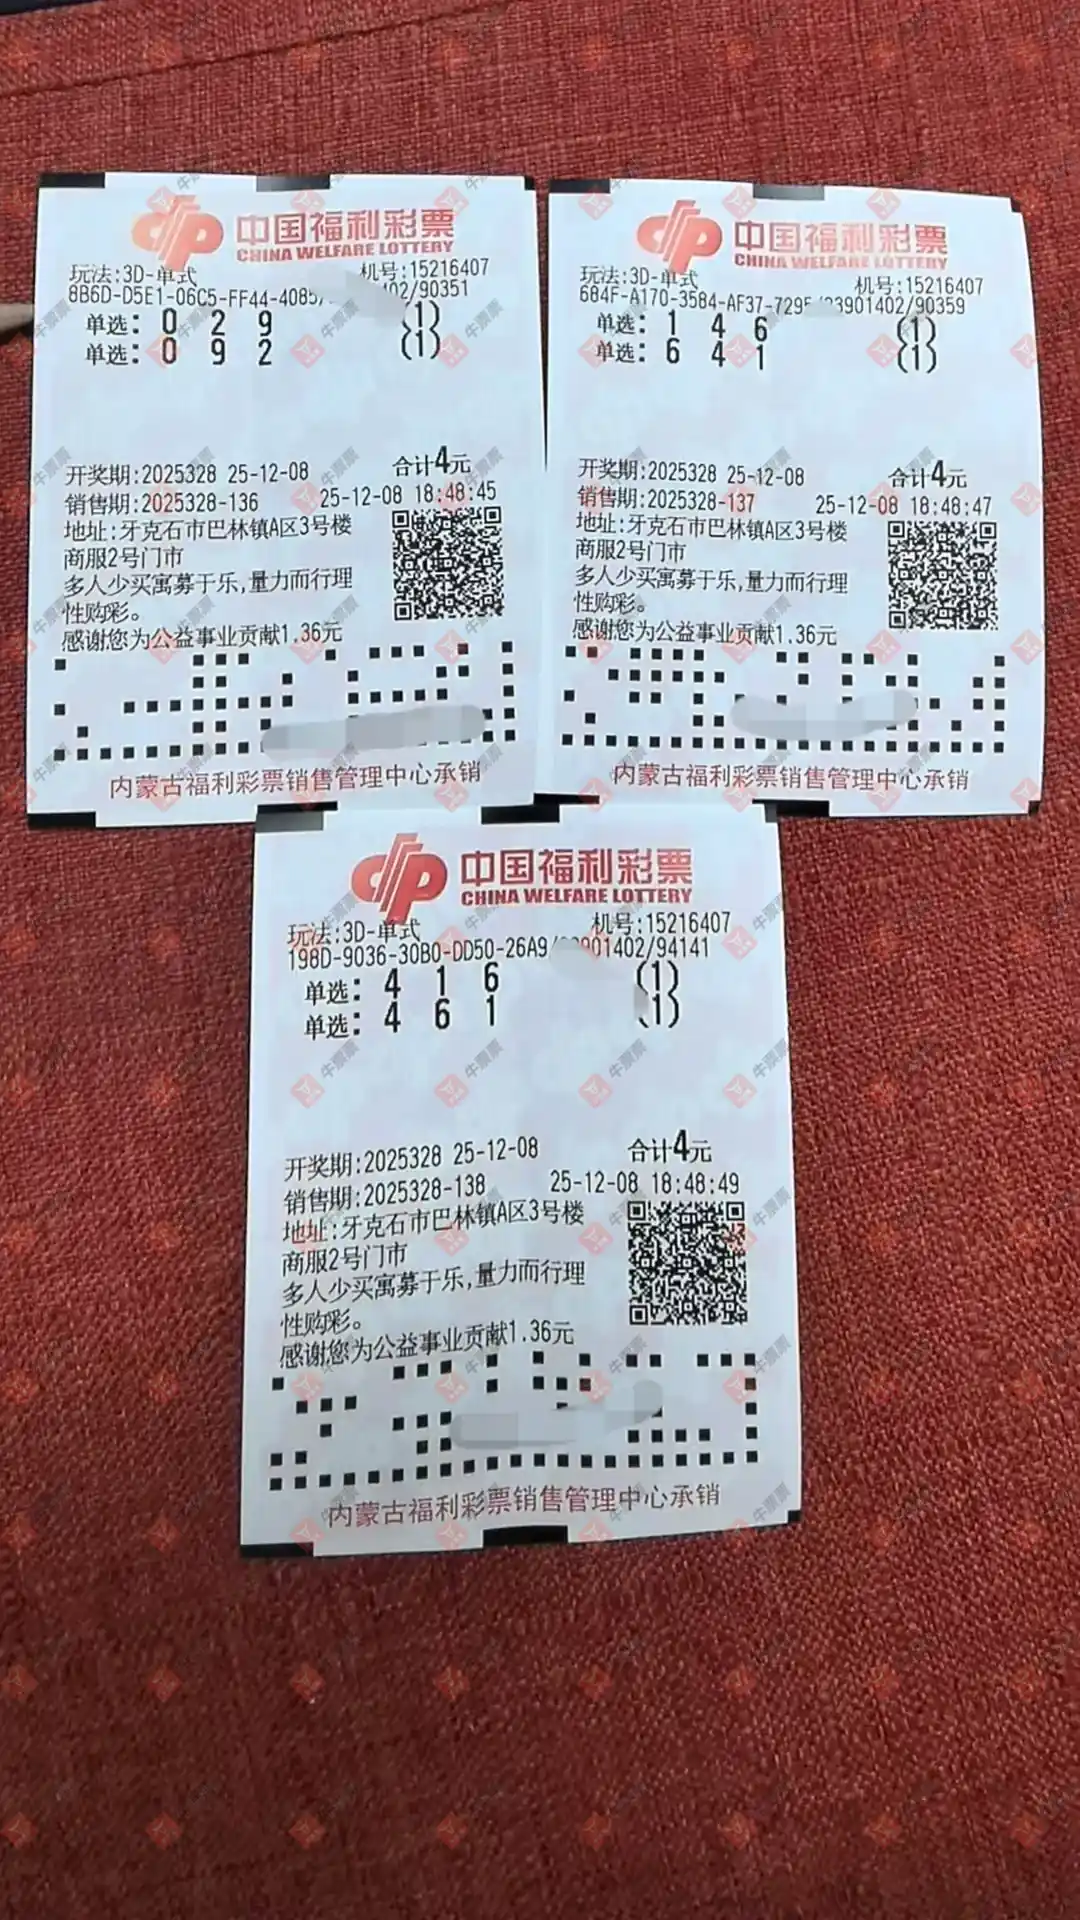 中国福利彩票
CHINA WELFARE LOTTERY
玩法:3D-单式 机号:15216407
8B6D-D5E1-06C5-FF44-4085/ 402/90351
单选: 0 2 9 (1)
单选: 0 9 2 (1)
合计4元
开奖期:2025328 25-12-08
销售期:2025328-136 25-12-08 18:48:45
地址:牙克石市巴林镇A区3号楼
商服2号门市
多人少买寓募于乐,量力而行理
性购彩。
感谢您为公益事业贡献1.36元
内蒙古福利彩票销售管理中心承销
中国福利彩票
CHINA WELFARE LOTTERY
玩法:3D-单式 机号:15216407
684F-A170-3584-AF37-7295 3901402/90359
单选: 1 4 6 (1)
单选: 6 4 1 (1)
合计4元
开奖期:2025328 25-12-08
销售期:2025328-137 25-12-08 18:48:47
地址:牙克石市巴林镇A区3号楼
商服2号门市
多人少买寓募于乐,量力而行理
性购彩。
感谢您为公益事业贡献1.36元
内蒙古福利彩票销售管理中心承销
中国福利彩票
CHINA WELFARE LOTTERY
玩法:3D-单式 机号:15216407
198D-9036-30B0-DD50-26A9/ 901402/94141
单选: 4 1 6 (1)
单选: 4 6 1 (1)
合计4元
开奖期:2025328 25-12-08
销售期:2025328-138 25-12-08 18:48:49
地址:牙克石市巴林镇A区3号楼
商服2号门市
多人少买寓募于乐,量力而行理
性购彩。
感谢您为公益事业贡献1.36元
内蒙古福利彩票销售管理中心承销
牛票票